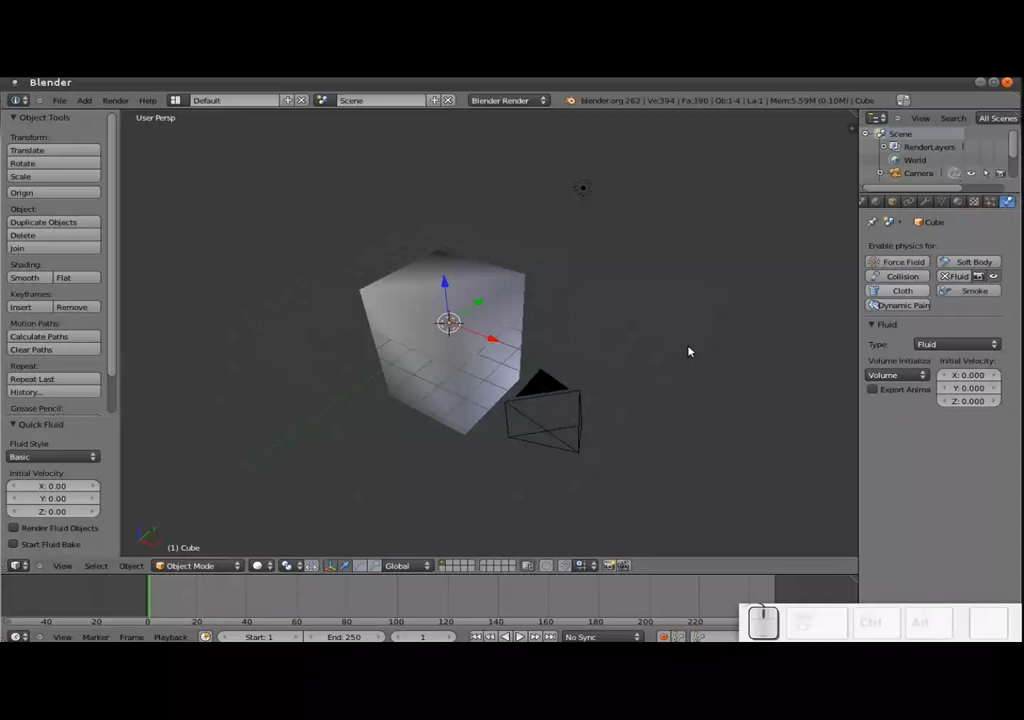 Blender
File Add Render Help Default Scene Blender Render blender.org 262 | Ve:394 | Fa:390 | Ob:1-4 | La:1 | Mem:5.59M (0.10M) | Cube
View Search All Scenes
Object Tools
User Persp
Scene
RenderLayers
World
Camera
Transform:
Translate
Rotate
Scale
Origin
Object:
Duplicate Objects
Delete
Join
Shading:
Smooth Flat
Keyframes:
Insert Remove
Motion Paths:
Calculate Paths
Clear Paths
Repeat:
Repeat Last
History...
Grease Pencil:
Quick Fluid
Fluid Style
Basic
Initial Velocity
X: 0.00
Y: 0.00
Z: 0.00
Render Fluid Objects
Start Fluid Bake
(1) Cube
Cube
Enable physics for:
Force Field Soft Body
Collision Fluid
Cloth Smoke
Dynamic Pain
Fluid
Type: Fluid
Volume Initializa Initial Velocity:
Volume X: 0.000
Export Anima Y: 0.000
Z: 0.000
View Select Object Object Mode Global
-40 -20 0 20 40 60 80 100 120 140 160 180 200 220
View Marker Frame Playback Start: 1 End: 250 1 No Sync
Ctrl Alt